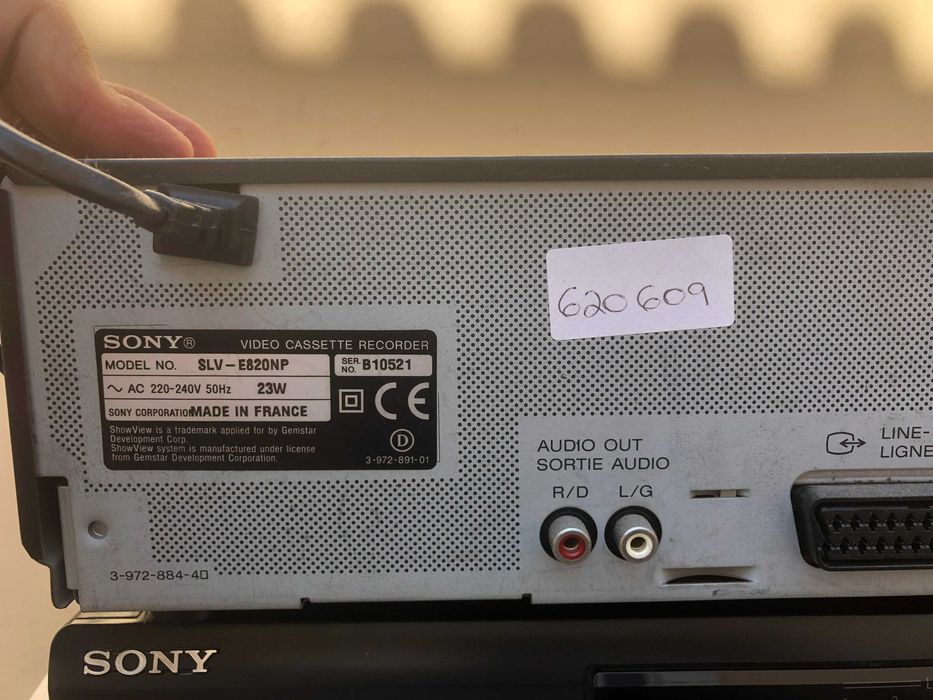 620609
SONY® VIDEO CASSETTE RECORDER
MODEL NO. SLV-E820NP
SER. NO. B10521
~ AC 220-240V 50Hz 23W
SONY CORPORATION MADE IN FRANCE
CE
ShowView is a trademark applied for by Gemstar
Development Corp.
ShowView system is manufactured under license
from Gemstar Development Corporation.
D
3-972-891-01
AUDIO OUT
SORTIE AUDIO
R/D L/G
LINE-
LIGNE
3-972-884-4
SONY